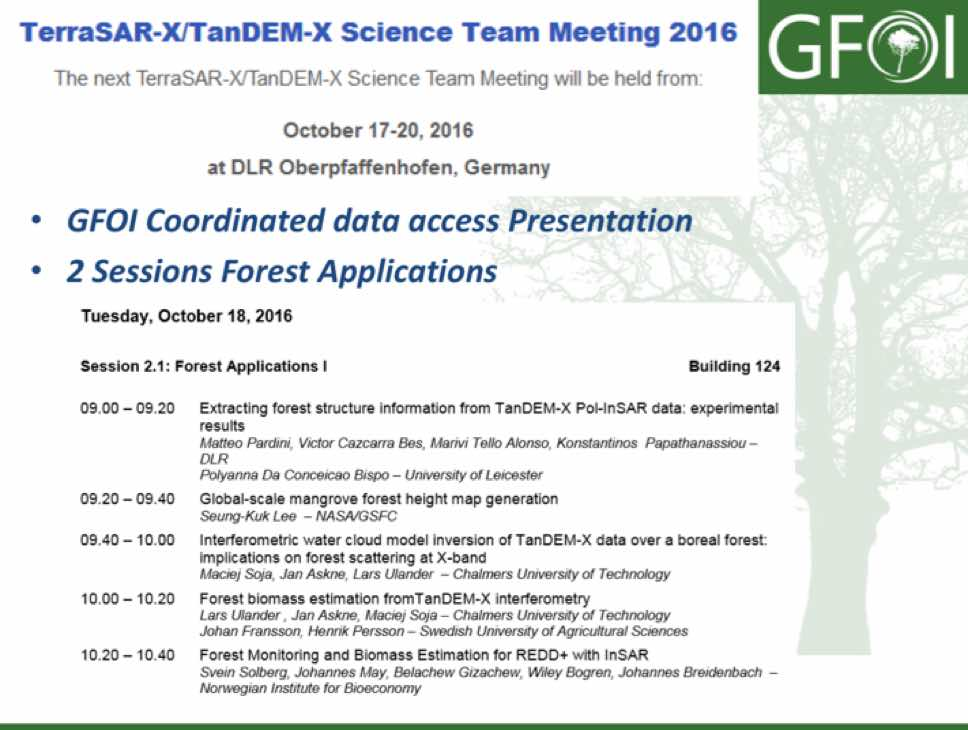 TerraSAR-X/TanDEM-X Science Team Meeting 2016
GFOI
The next TerraSAR-X/TanDEM-X Science Team Meeting will be held from:
October 17-20, 2016
at DLR Oberpfaffenhofen, Germany
• GFOI Coordinated data access Presentation
• 2 Sessions Forest Applications
Tuesday, October 18, 2016
Session 2.1: Forest Applications I Building 124
09.00 – 09.20 Extracting forest structure information from TanDEM-X Pol-InSAR data: experimental
results
Matteo Pardini, Victor Cazcarra Bes, Marivi Tello Alonso, Konstantinos Papathanassiou –
DLR
Polyanna Da Conceicao Bispo – University of Leicester
09.20 – 09.40 Global-scale mangrove forest height map generation
Seung-Kuk Lee – NASA/GSFC
09.40 – 10.00 Interferometric water cloud model inversion of TanDEM-X data over a boreal forest:
implications on forest scattering at X-band
Maciej Soja, Jan Askne, Lars Ulander – Chalmers University of Technology
10.00 – 10.20 Forest biomass estimation fromTanDEM-X interferometry
Lars Ulander , Jan Askne, Maciej Soja – Chalmers University of Technology
Johan Fransson, Henrik Persson – Swedish University of Agricultural Sciences
10.20 – 10.40 Forest Monitoring and Biomass Estimation for REDD+ with InSAR
Svein Solberg, Johannes May, Belachew Gizachew, Wiley Bogren, Johannes Breidenbach –
Norwegian Institute for Bioeconomy